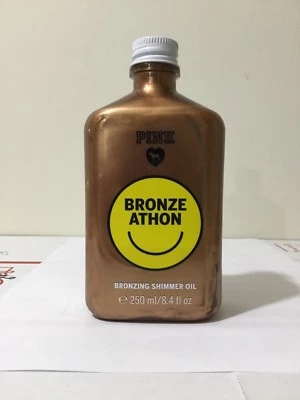 PINK
BRONZE
ATHON
BRONZING SHIMMER OIL
℮ 250 ml/8.4 fl oz